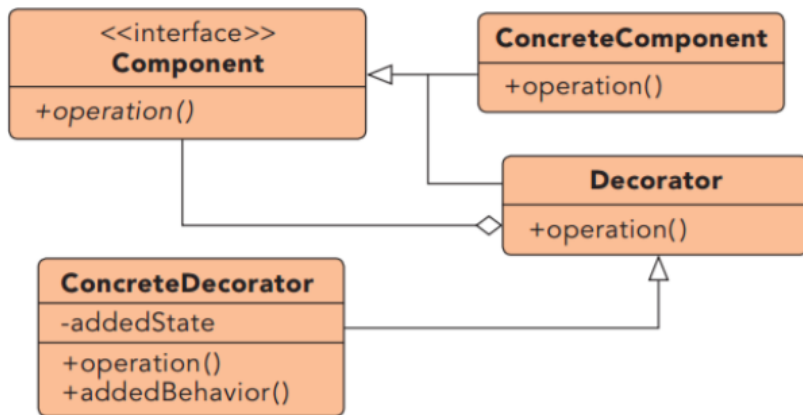 <<interface>>
Component
+operation()
ConcreteComponent
+operation()
Decorator
+operation()
ConcreteDecorator
-addedState
+operation()
+addedBehavior()